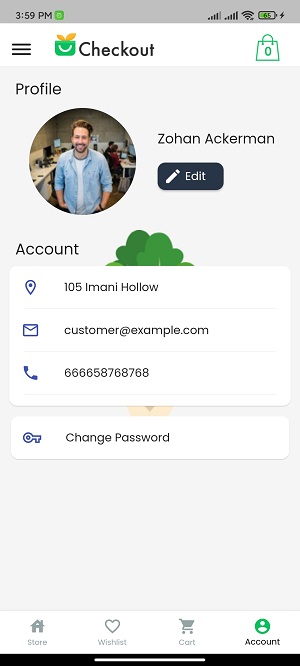 3:59 PM
65
Checkout
0
Profile
Zohan Ackerman
Edit
Account
105 Imani Hollow
customer@example.com
666658768768
Change Password
Store
Wishlist
Cart
Account